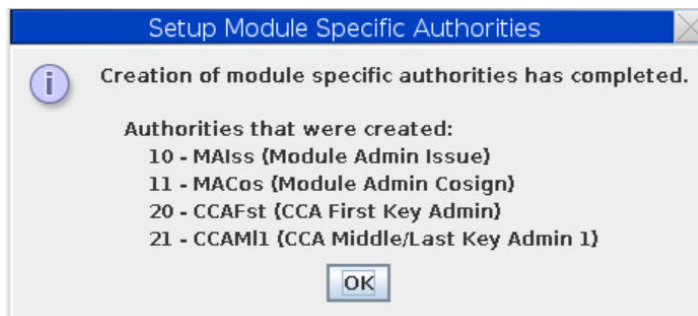 Setup Module Specific Authorities
Creation of module specific authorities has completed.
Authorities that were created:
10 - MAIss (Module Admin Issue)
11 - MACos (Module Admin Cosign)
20 - CCAFst (CCA First Key Admin)
21 - CCAMl1 (CCA Middle/Last Key Admin 1)
OK